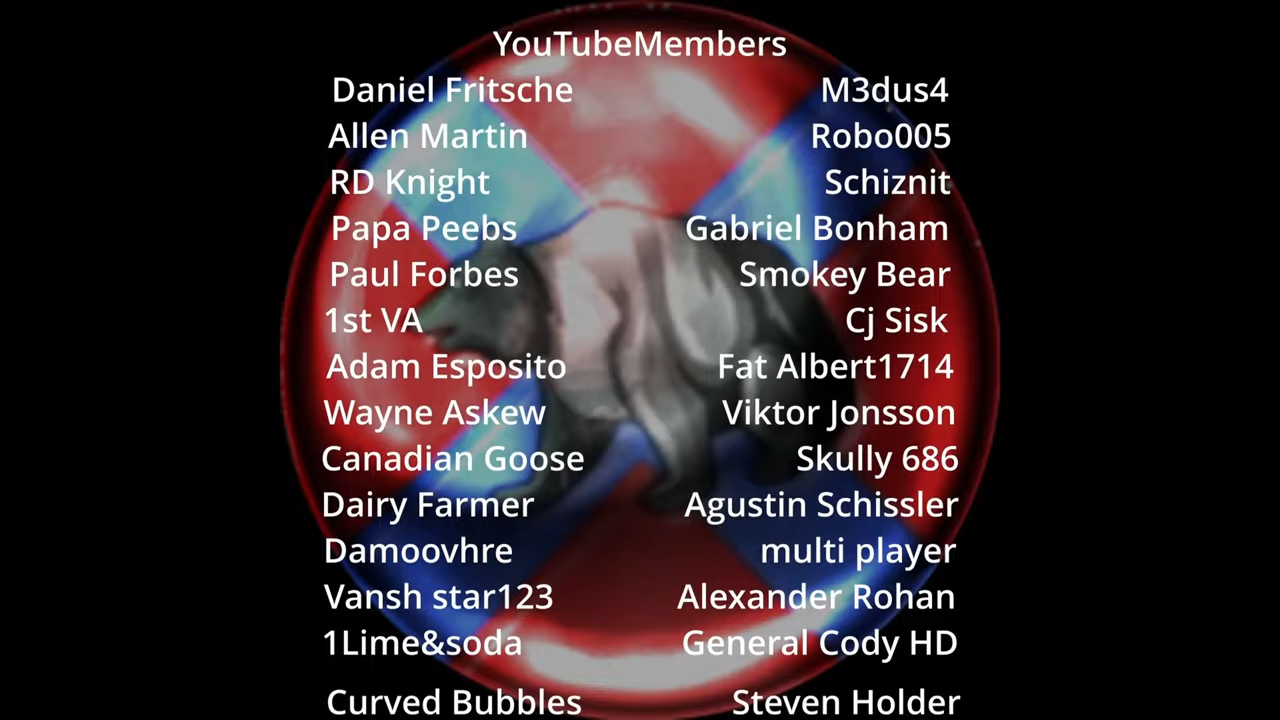 YouTubeMembers
Daniel Fritsche M3dus4
Allen Martin Robo005
RD Knight Schiznit
Papa Peebs Gabriel Bonham
Paul Forbes Smokey Bear
1st VA Cj Sisk
Adam Esposito Fat Albert1714
Wayne Askew Viktor Jonsson
Canadian Goose Skully 686
Dairy Farmer Agustin Schissler
Damoovhre multi player
Vansh star123 Alexander Rohan
1Lime&soda General Cody HD
Curved Bubbles Steven Holder